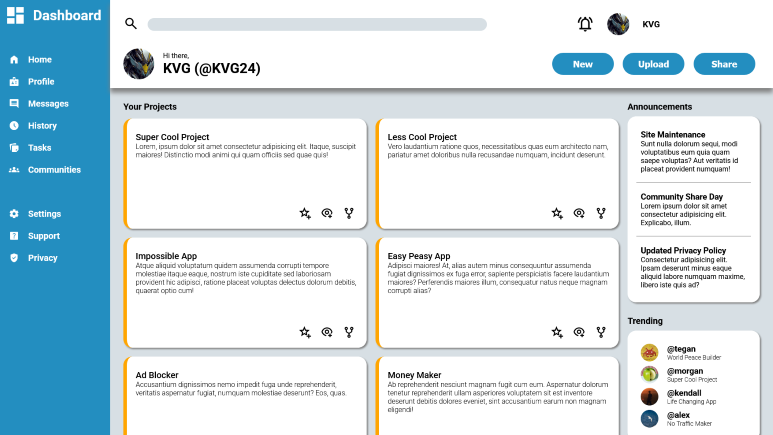 Dashboard
Home
Profile
Messages
History
Tasks
Communities
Settings
Support
Privacy
KVG
Hi there,
KVG (@KVG24)
New
Upload
Share
Your Projects
Super Cool Project
Lorem, ipsum dolor sit amet consectetur adipisicing elit. Itaque, suscipit
maiores! Distinctio modi animi qui quam officiis sed quae quis!
Less Cool Project
Vero laudantium ratione quos, necessitatibus quas eum architecto nam,
pariatur amet doloribus nulla recusandae numquam, incidunt deserunt.
Impossible App
Atque aliquid voluptatum quidem assumenda corrupti tempore
molestiae itaque eaque, nostrum iste cupiditate sed laboriosam
provident hic adipisci, ratione placeat voluptas delectus dolorum debitis,
quaerat optio cum!
Easy Peasy App
Adipisci maiores! At, alias autem minus consequuntur assumenda
fugiat dignissimos ex fuga error, sapiente perspiciatis facere laudantium
maiores? Perferendis maiores illum, consequatur natus neque magnam
corrupti alias?
Ad Blocker
Accusantium dignissimos nemo impedit fuga unde reprehenderit,
veritatis aspernatur fugiat, numquam molestiae deserunt? Eos, quas.
Money Maker
Ab reprehenderit nesciunt magnam fugit cum eum. Aspernatur dolorum
tenetur reprehenderit ullam asperiores voluptatem sit est inventore
deserunt debitis dolores eveniet, sint accusantium earum non magnam
eligendi!
Announcements
Site Maintenance
Sunt nulla dolorum sequi, modi
voluptatibus eum quia quam
saepe voluptas? Aut veritatis id
placeat provident numquam!
Community Share Day
Lorem ipsum dolor sit amet
consectetur adipisicing elit.
Explicabo, illum.
Updated Privacy Policy
Consectetur adipisicing elit.
Ipsam deserunt minus eaque
aliquid labore numquam maxime,
libero iste quis ad?
Trending
@tegan
World Peace Builder
@morgan
Super Cool Project
@kendall
Life Changing App
@alex
No Traffic Maker